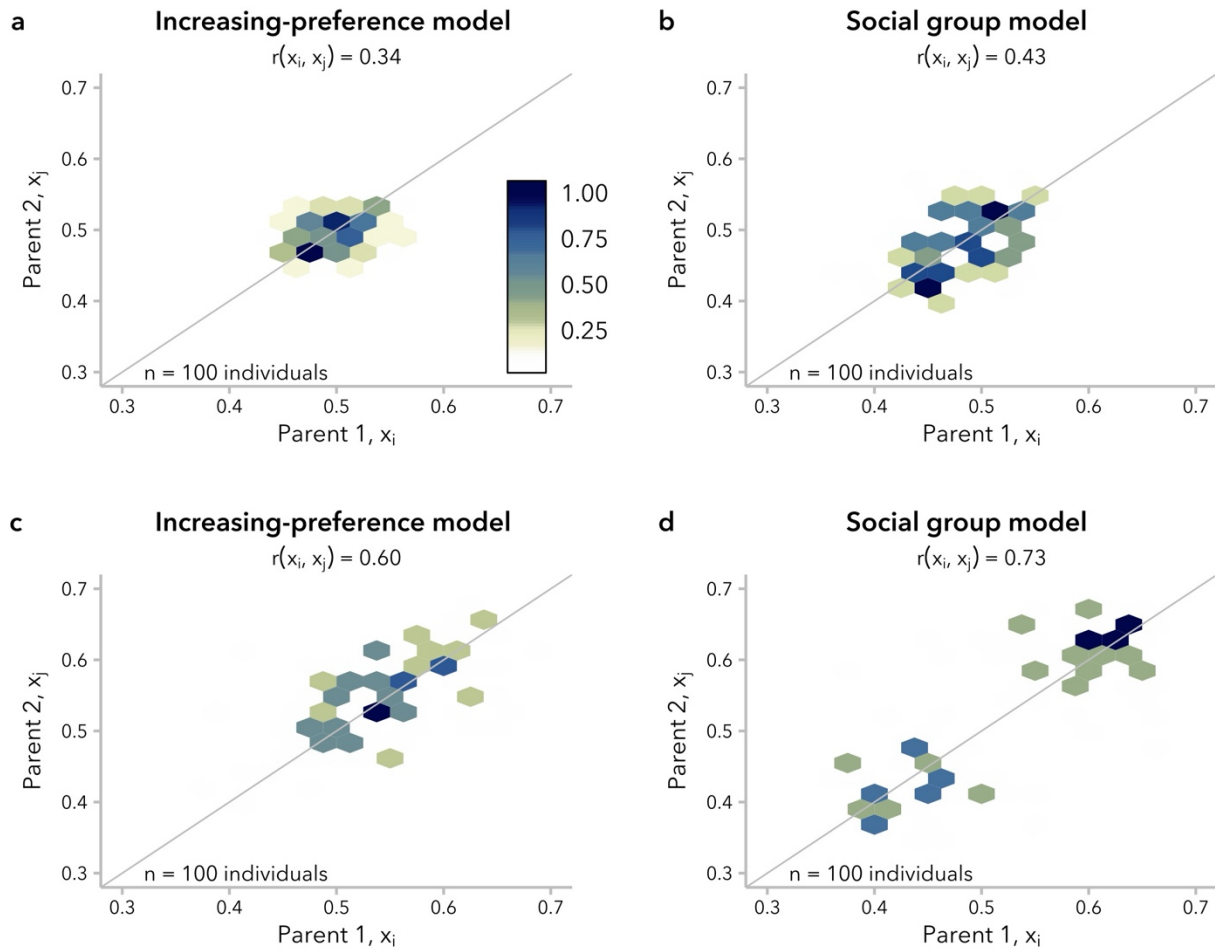 a
Increasing-preference model
r(xᵢ, xⱼ) = 0.34
0.7
0.6
0.5
0.4
0.3
Parent 2, xⱼ
1.00
0.75
0.50
0.25
n = 100 individuals
0.3 0.4 0.5 0.6 0.7
Parent 1, xᵢ
b
Social group model
r(xᵢ, xⱼ) = 0.43
0.7
0.6
0.5
0.4
0.3
Parent 2, xⱼ
n = 100 individuals
0.3 0.4 0.5 0.6 0.7
Parent 1, xᵢ
c
Increasing-preference model
r(xᵢ, xⱼ) = 0.60
0.7
0.6
0.5
0.4
0.3
Parent 2, xⱼ
n = 100 individuals
0.3 0.4 0.5 0.6 0.7
Parent 1, xᵢ
d
Social group model
r(xᵢ, xⱼ) = 0.73
0.7
0.6
0.5
0.4
0.3
Parent 2, xⱼ
n = 100 individuals
0.3 0.4 0.5 0.6 0.7
Parent 1, xᵢ